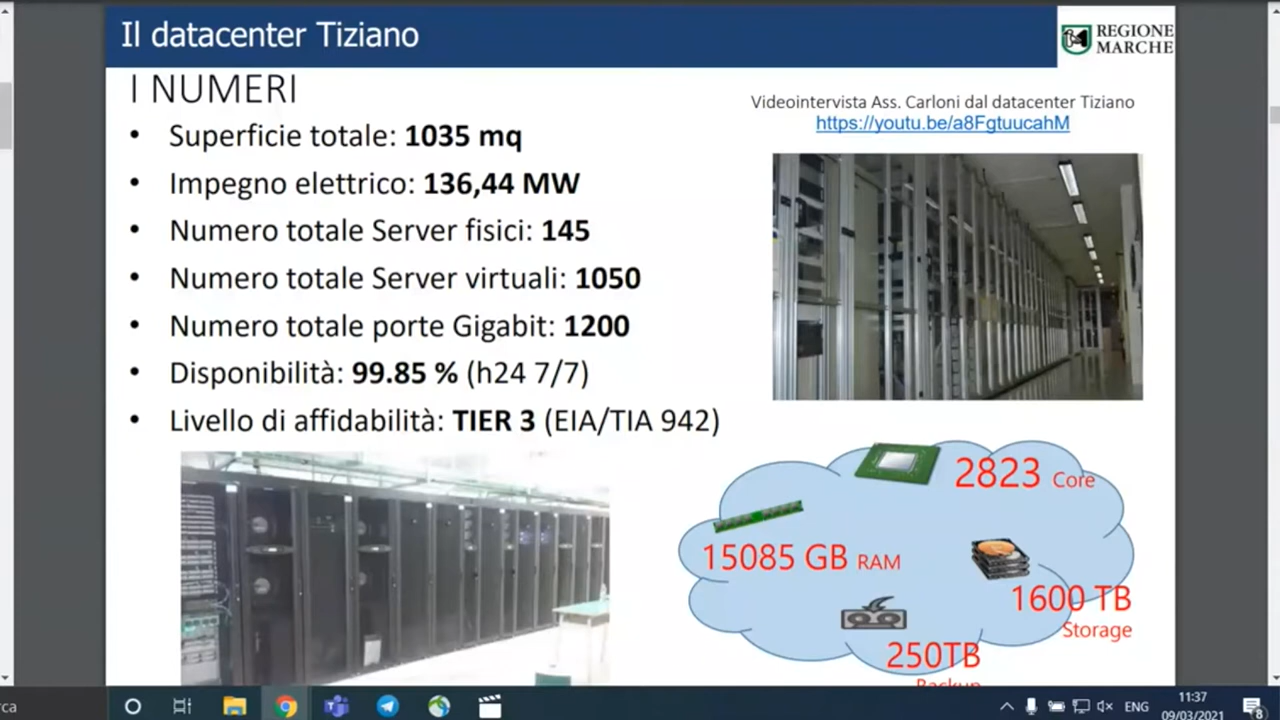 Il datacenter Tiziano
REGIONE
MARCHE
I NUMERI
Videointervista Ass. Carloni dal datacenter Tiziano
https://youtu.be/a8FgtuucahM
• Superficie totale: 1035 mq
• Impegno elettrico: 136,44 MW
• Numero totale Server fisici: 145
• Numero totale Server virtuali: 1050
• Numero totale porte Gigabit: 1200
• Disponibilità: 99.85 % (h24 7/7)
• Livello di affidabilità: TIER 3 (EIA/TIA 942)
2823 Core
15085 GB RAM
1600 TB
Storage
250TB
Backup
rca
ENG
11:37
09/03/2021
8